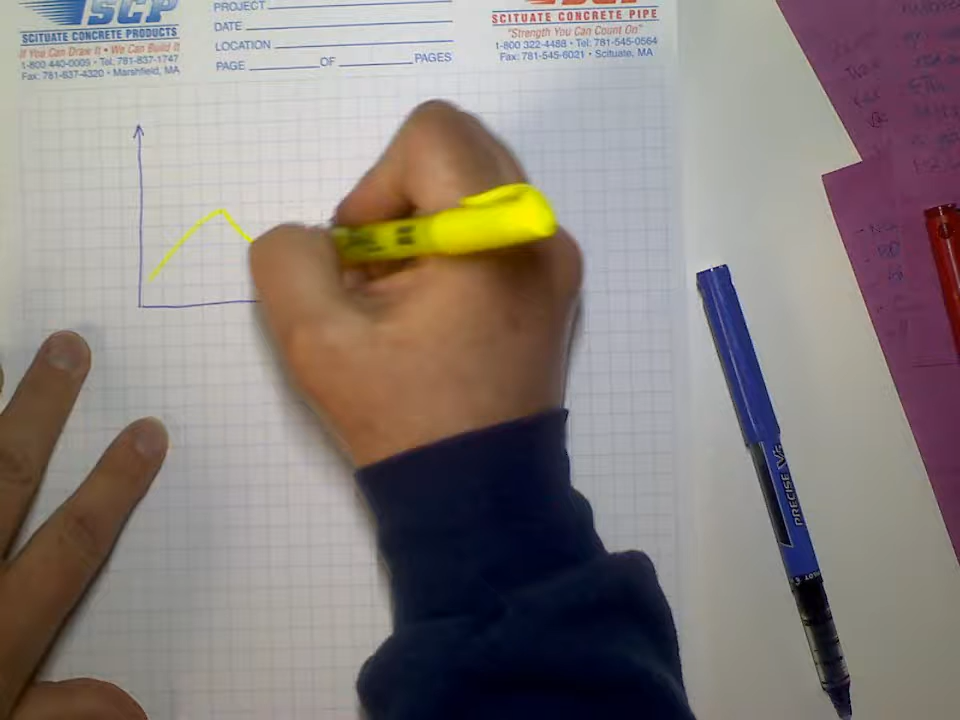 SCP
SCITUATE CONCRETE PRODUCTS
If You Can Draw It • We Can Build It
1-800 440-0009 • Tel: 781-837-1747
Fax: 781-837-4320 • Marshfield, MA
PROJECT
DATE
LOCATION
PAGE OF PAGES
SCP
SCITUATE CONCRETE PIPE
"Strength You Can Count On"
1-800 322-4488 • Tel: 781-545-0564
Fax: 781-545-6021 • Scituate, MA
PRECISE V5